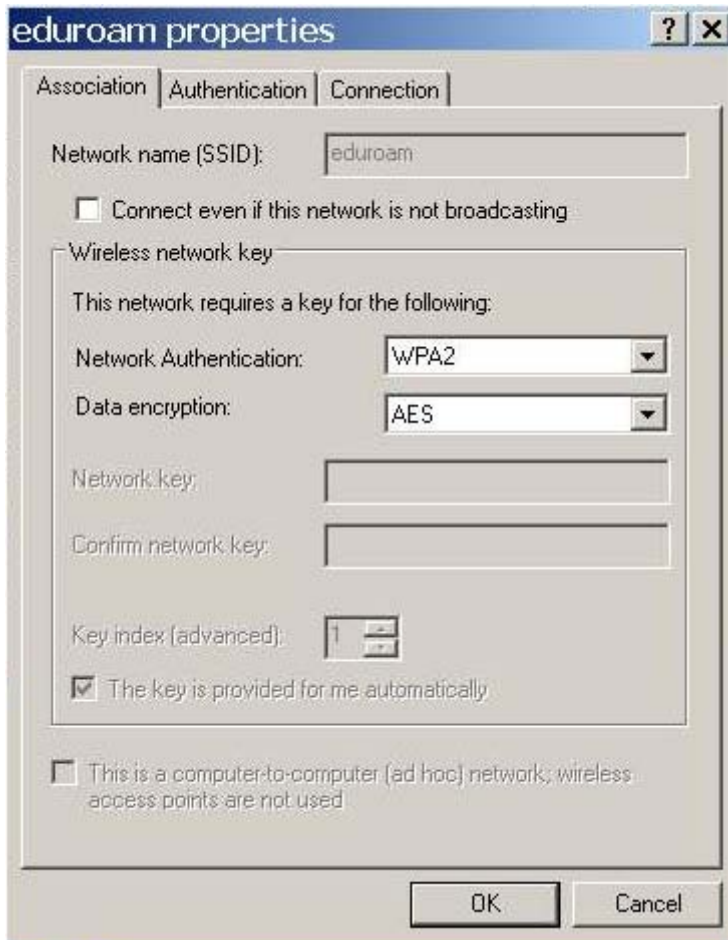 eduroam properties
Association Authentication Connection
Network name (SSID): eduroam
Connect even if this network is not broadcasting
Wireless network key
This network requires a key for the following:
Network Authentication: WPA2
Data encryption: AES
Network key:
Confirm network key:
Key index (advanced): 1
The key is provided for me automatically
This is a computer-to-computer (ad hoc) network; wireless
access points are not used
OK Cancel